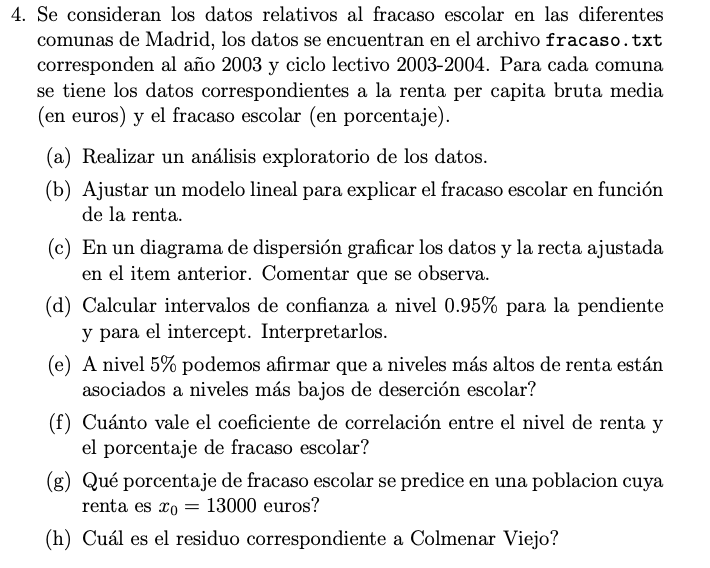 4. Se consideran los datos relativos al fracaso escolar en las diferentes
comunas de Madrid, los datos se encuentran en el archivo fracaso.txt
corresponden al año 2003 y ciclo lectivo 2003-2004. Para cada comuna
se tiene los datos correspondientes a la renta per capita bruta media
(en euros) y el fracaso escolar (en porcentaje).
(a) Realizar un análisis exploratorio de los datos.
(b) Ajustar un modelo lineal para explicar el fracaso escolar en función
de la renta.
(c) En un diagrama de dispersión graficar los datos y la recta ajustada
en el item anterior. Comentar que se observa.
(d) Calcular intervalos de confianza a nivel 0.95% para la pendiente
y para el intercept. Interpretarlos.
(e) A nivel 5% podemos afirmar que a niveles más altos de renta están
asociados a niveles más bajos de deserción escolar?
(f) Cuánto vale el coeficiente de correlación entre el nivel de renta y
el porcentaje de fracaso escolar?
(g) Qué porcentaje de fracaso escolar se predice en una poblacion cuya
renta es x₀ = 13000 euros?
(h) Cuál es el residuo correspondiente a Colmenar Viejo?